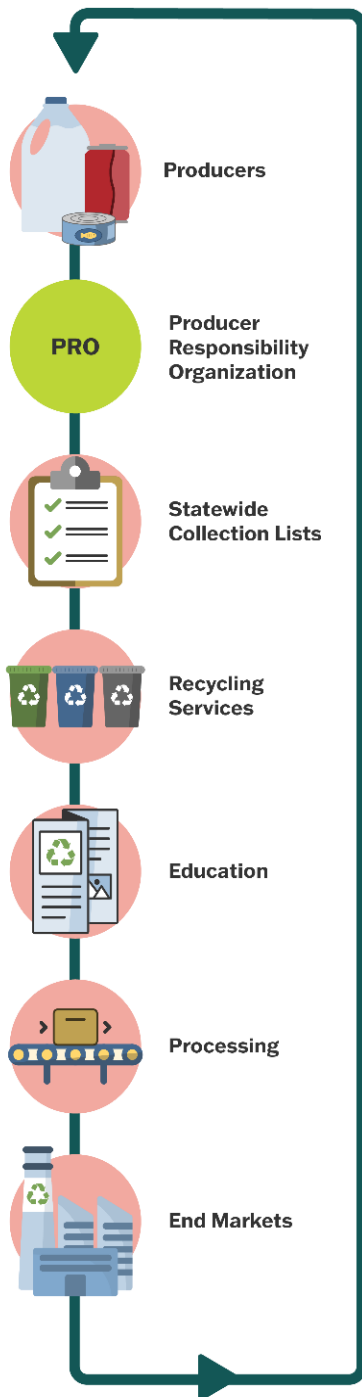 Producers
PRO
Producer
Responsibility
Organization
Statewide
Collection Lists
Recycling
Services
Education
Processing
End Markets